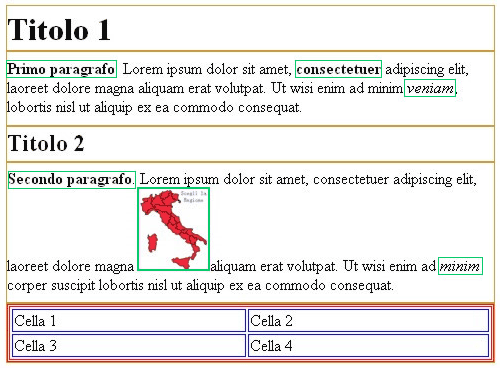 Titolo 1
Primo paragrafo. Lorem ipsum dolor sit amet, consectetuer adipiscing elit,
laoreet dolore magna aliquam erat volutpat. Ut wisi enim ad minim veniam,
lobortis nisl ut aliquip ex ea commodo consequat.
Titolo 2
Secondo paragrafo. Lorem ipsum dolor sit amet, consectetuer adipiscing elit,
Scegli la
Regione
laoreet dolore magna aliquam erat volutpat. Ut wisi enim ad minim
corper suscipit lobortis nisl ut aliquip ex ea commodo consequat.
Cella 1 Cella 2
Cella 3 Cella 4